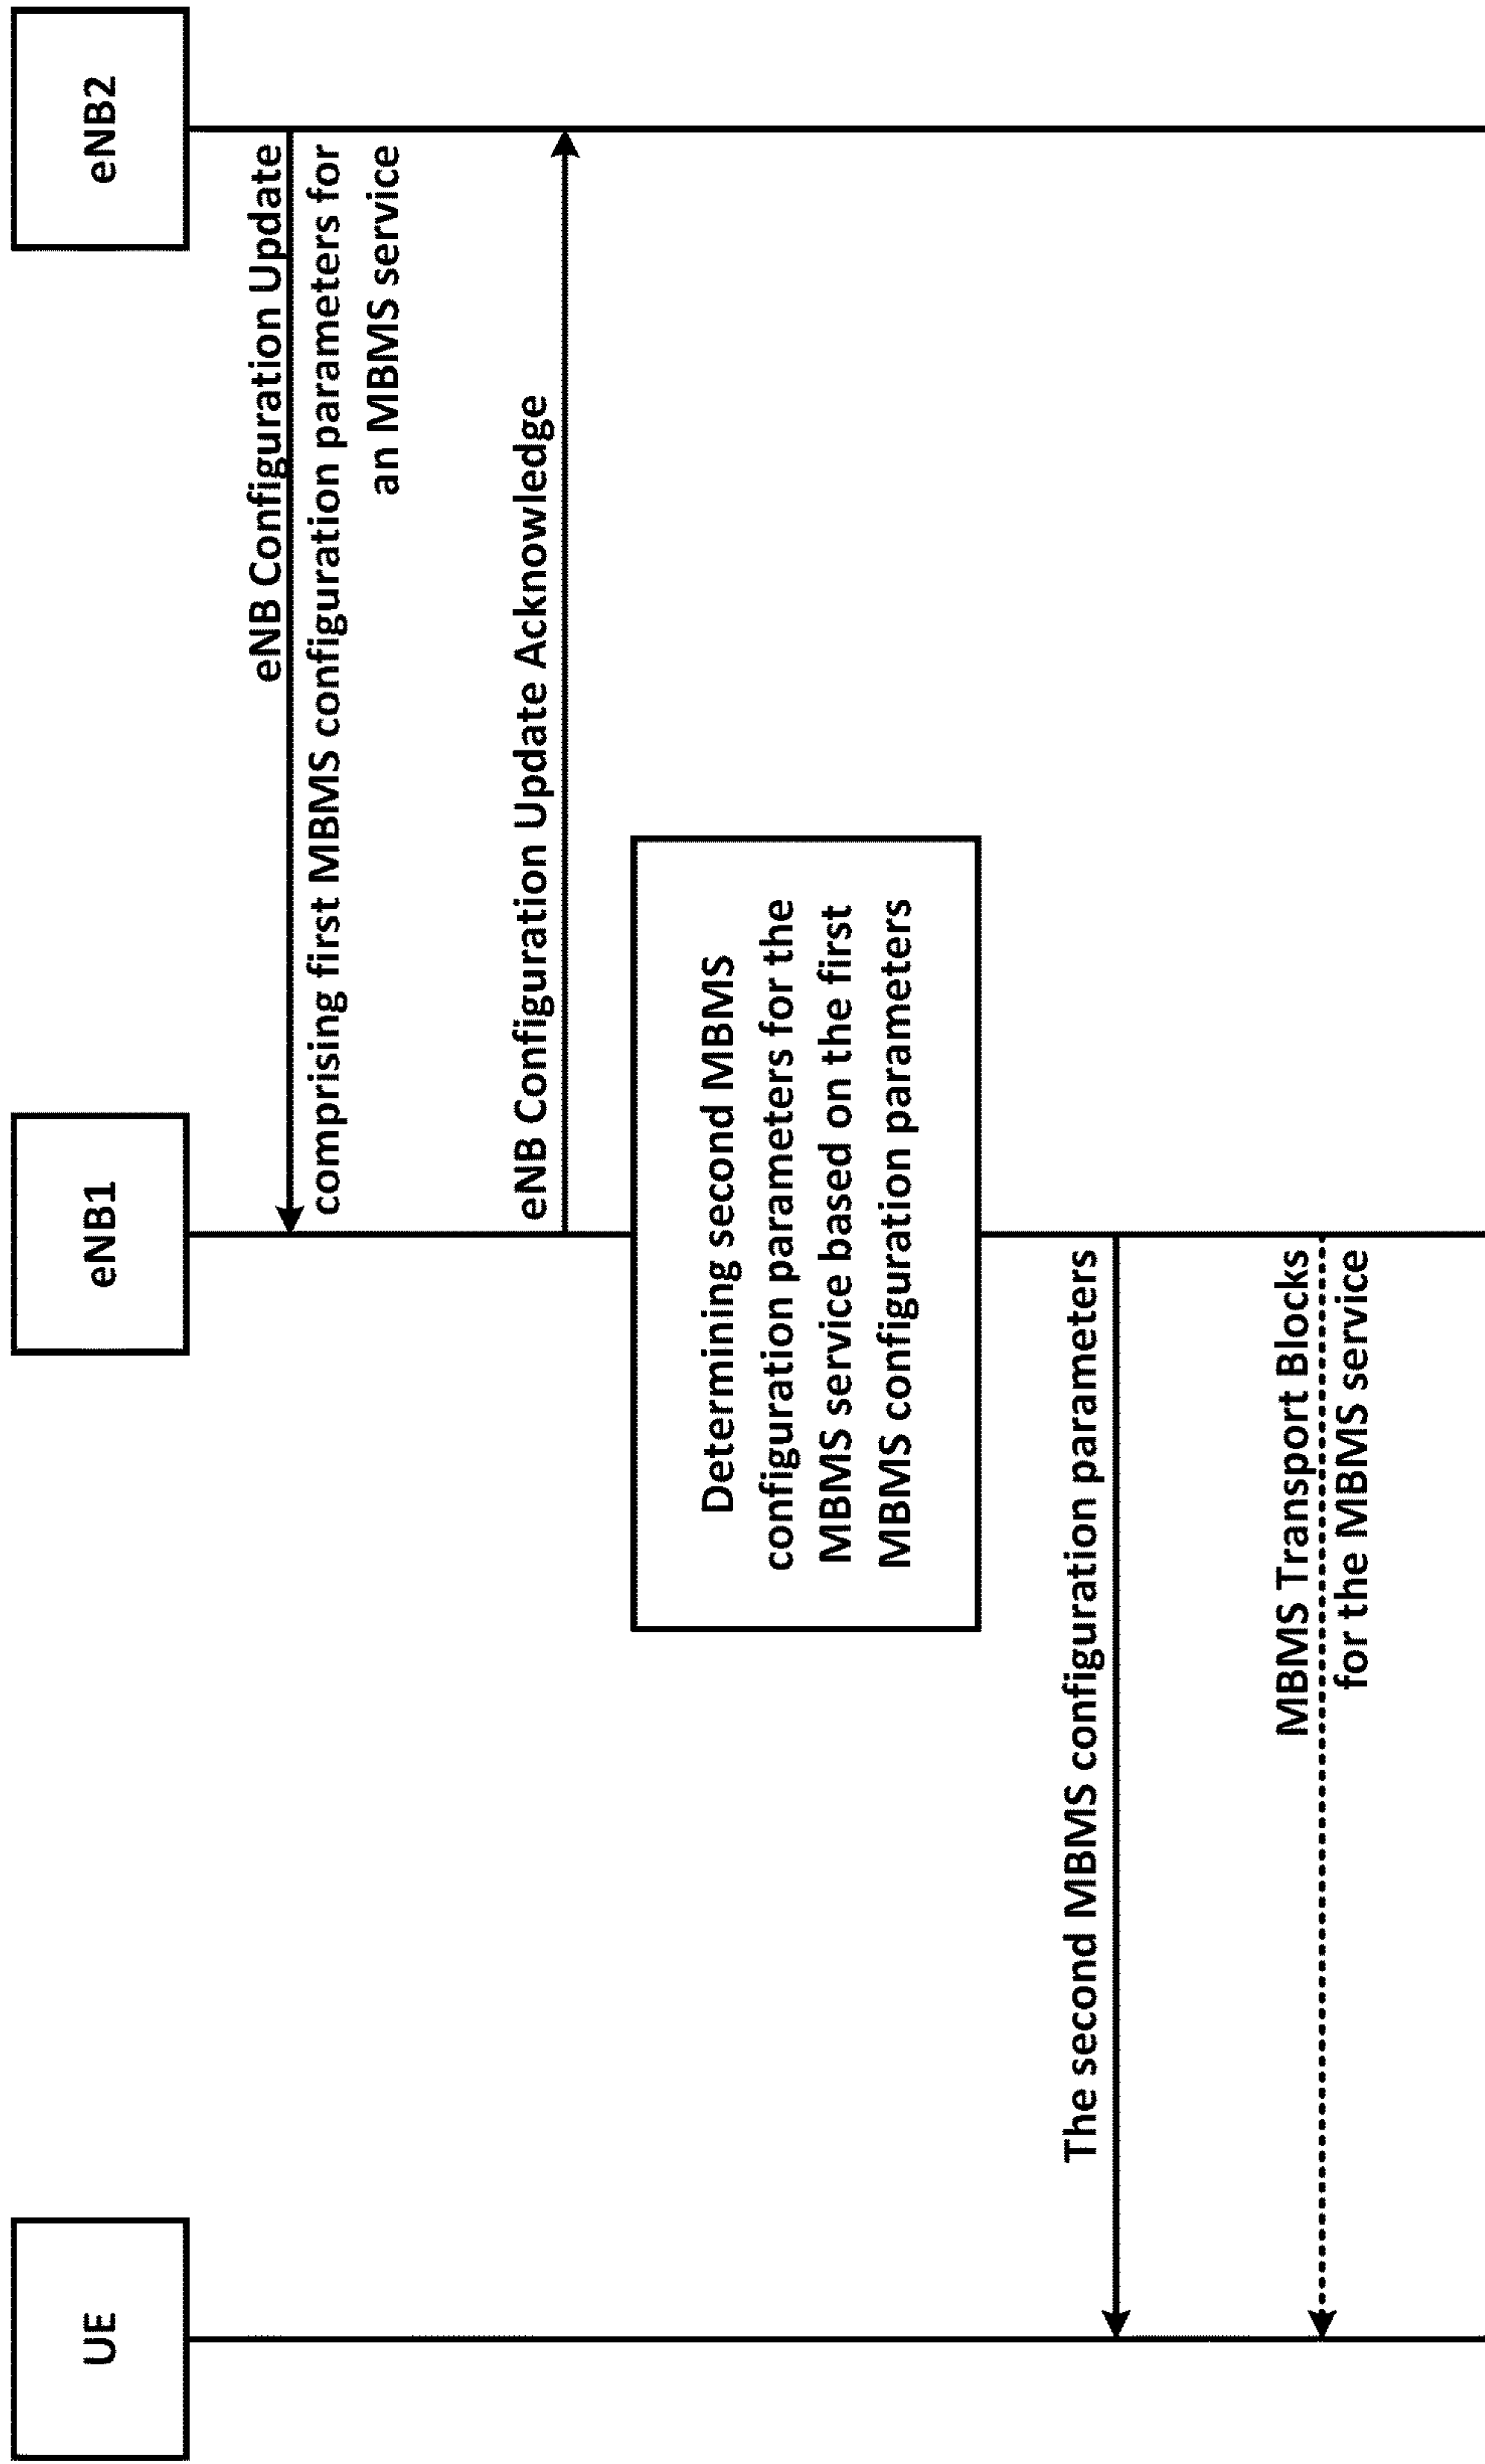 UE
eNB1
eNB2
eNB Configuration Update
comprising first MBMS configuration parameters for
an MBMS service
eNB Configuration Update Acknowledge
Determining second MBMS
configuration parameters for the
MBMS service based on the first
MBMS configuration parameters
The second MBMS configuration parameters
MBMS Transport Blocks
for the MBMS service